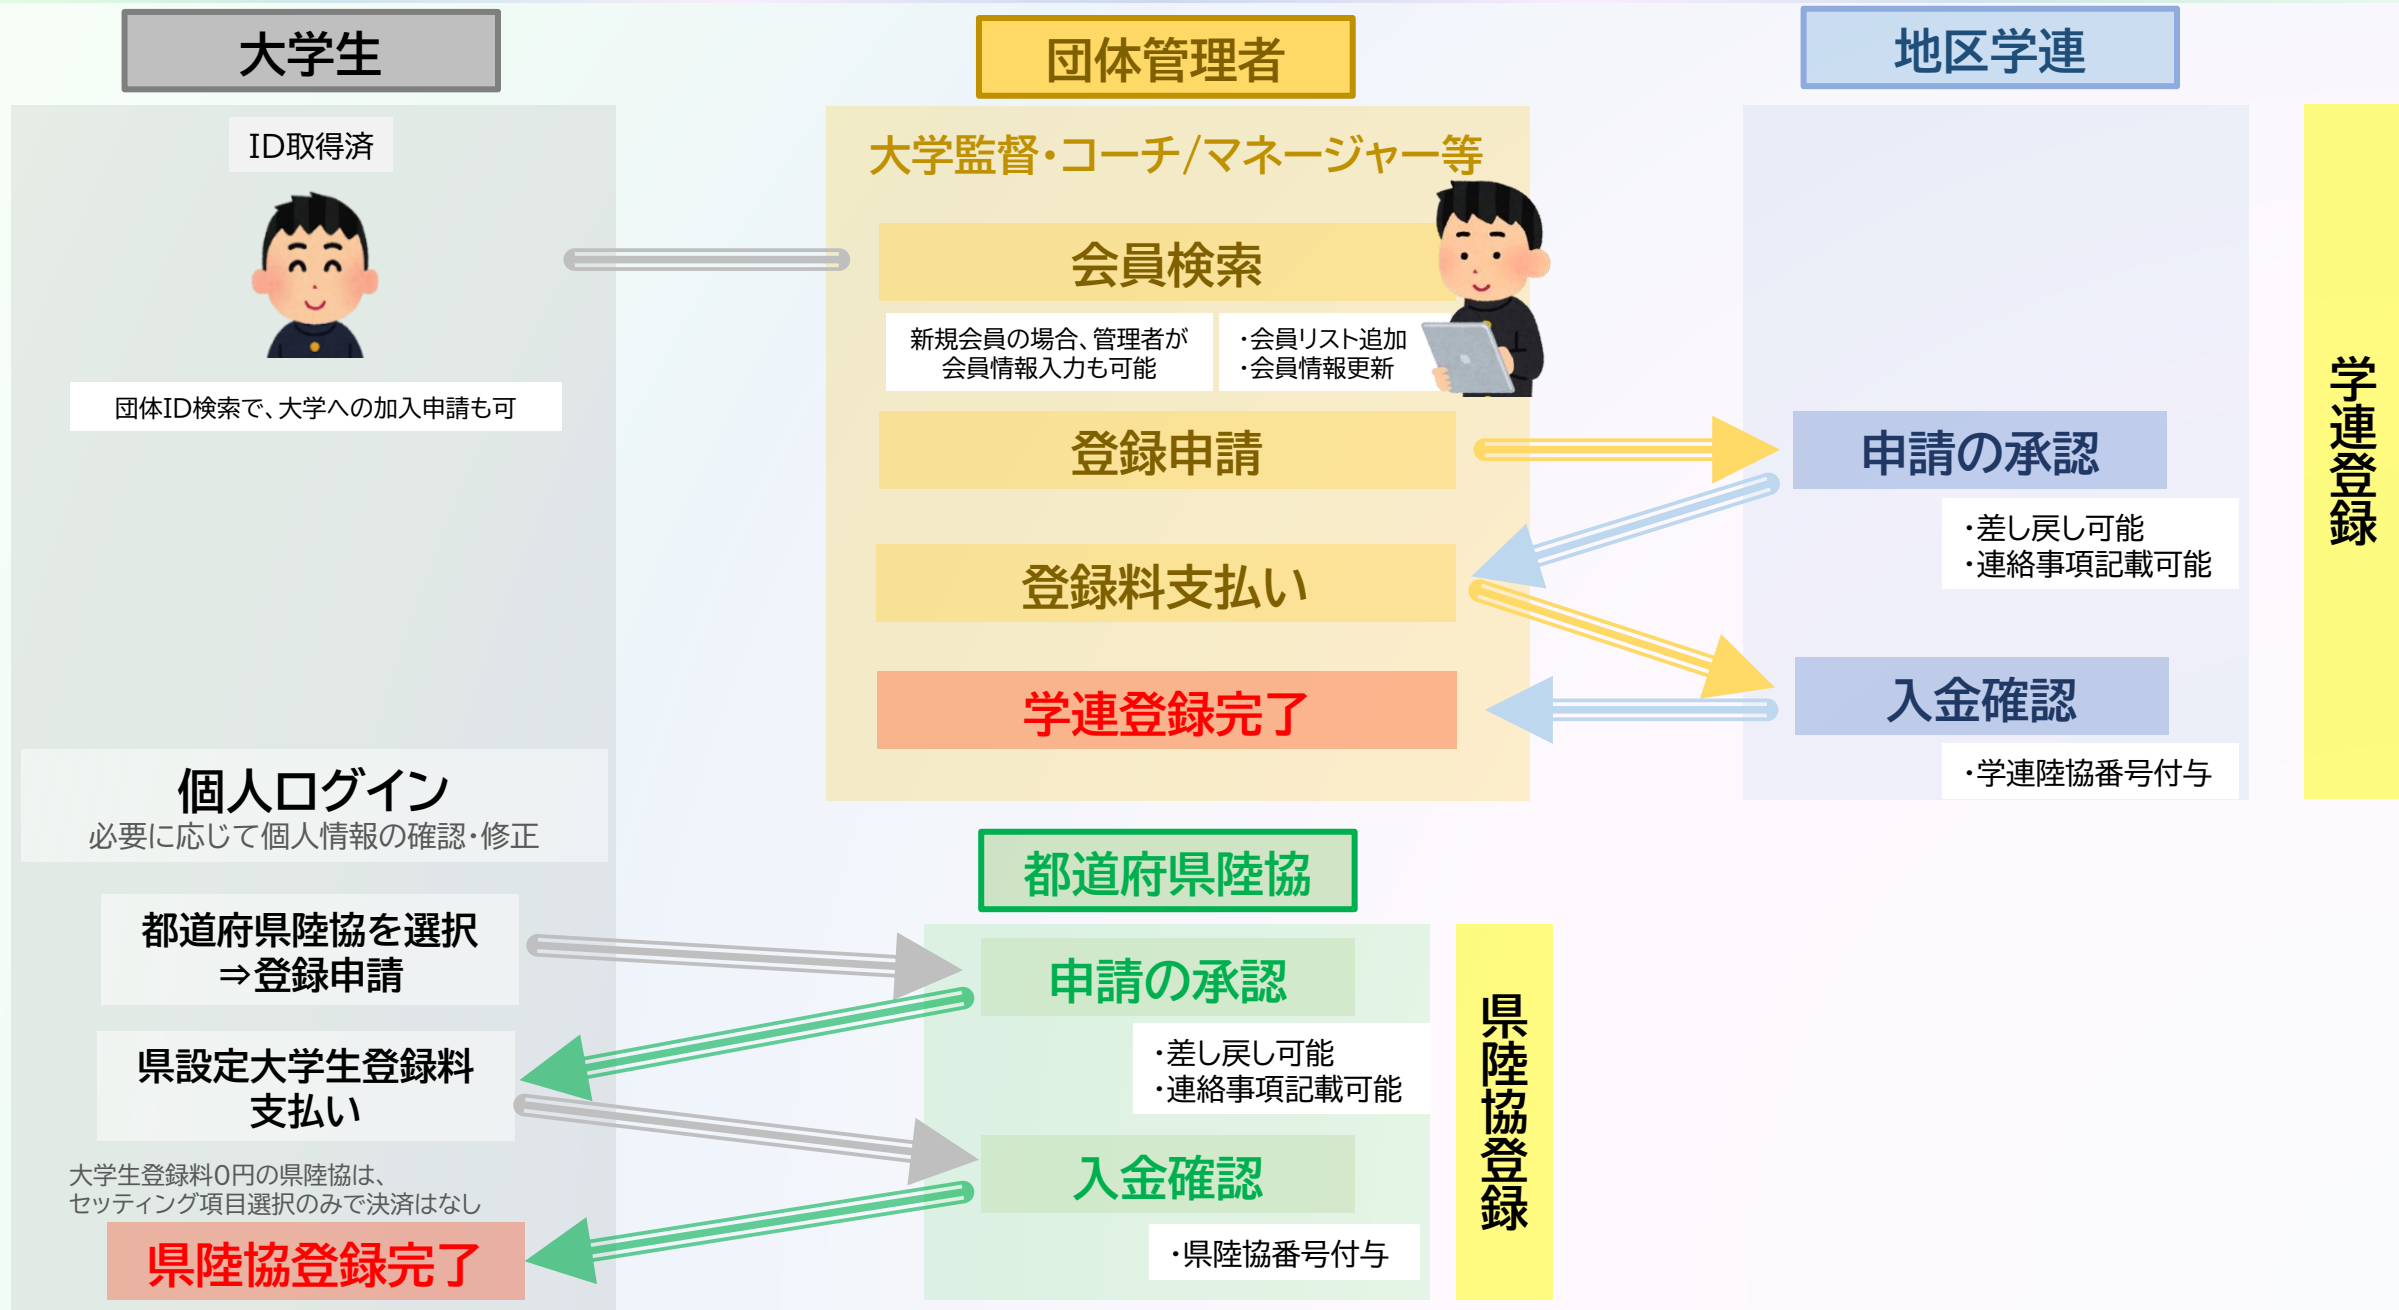 大学生
ID取得済
団体ID検索で、大学への加入申請も可
団体管理者
大学監督・コーチ/マネージャー等
会員検索
新規会員の場合、管理者が
会員情報入力も可能
・会員リスト追加
・会員情報更新
登録申請
登録料支払い
学連登録完了
地区学連
申請の承認
・差し戻し可能
・連絡事項記載可能
入金確認
・学連陸協番号付与
学連登録
個人ログイン
必要に応じて個人情報の確認・修正
都道府県陸協を選択
⇒登録申請
県設定大学生登録料
支払い
大学生登録料0円の県陸協は、
セッティング項目選択のみで決済はなし
県陸協登録完了
都道府県陸協
申請の承認
・差し戻し可能
・連絡事項記載可能
入金確認
・県陸協番号付与
県陸協登録